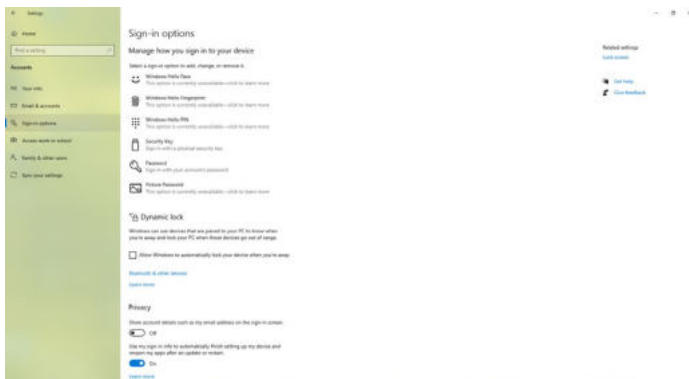 Settings
Home
Find a setting
Accounts
Your info
Email & accounts
Sign-in options
Access work or school
Family & other users
Sync your settings
Sign-in options
Manage how you sign in to your device
Select a sign-in option to add, change, or remove it.
Windows Hello Face
This option is currently unavailable—click to learn more
Windows Hello Fingerprint
This option is currently unavailable—click to learn more
Windows Hello PIN
This option is currently unavailable—click to learn more
Security Key
Sign in with a physical security key
Password
Sign in with your account's password
Picture Password
This option is currently unavailable—click to learn more
Dynamic lock
Windows can use devices that are paired to your PC to know when
you're away and lock your PC when those devices go out of range.
Allow Windows to automatically lock your device when you're away
Bluetooth & other devices
Learn more
Privacy
Show account details such as my email address on the sign-in screen.
Off
Use my sign-in info to automatically finish setting up my device and
reopen my apps after an update or restart.
On
Learn more
Related settings
Lock screen
Get help
Give feedback